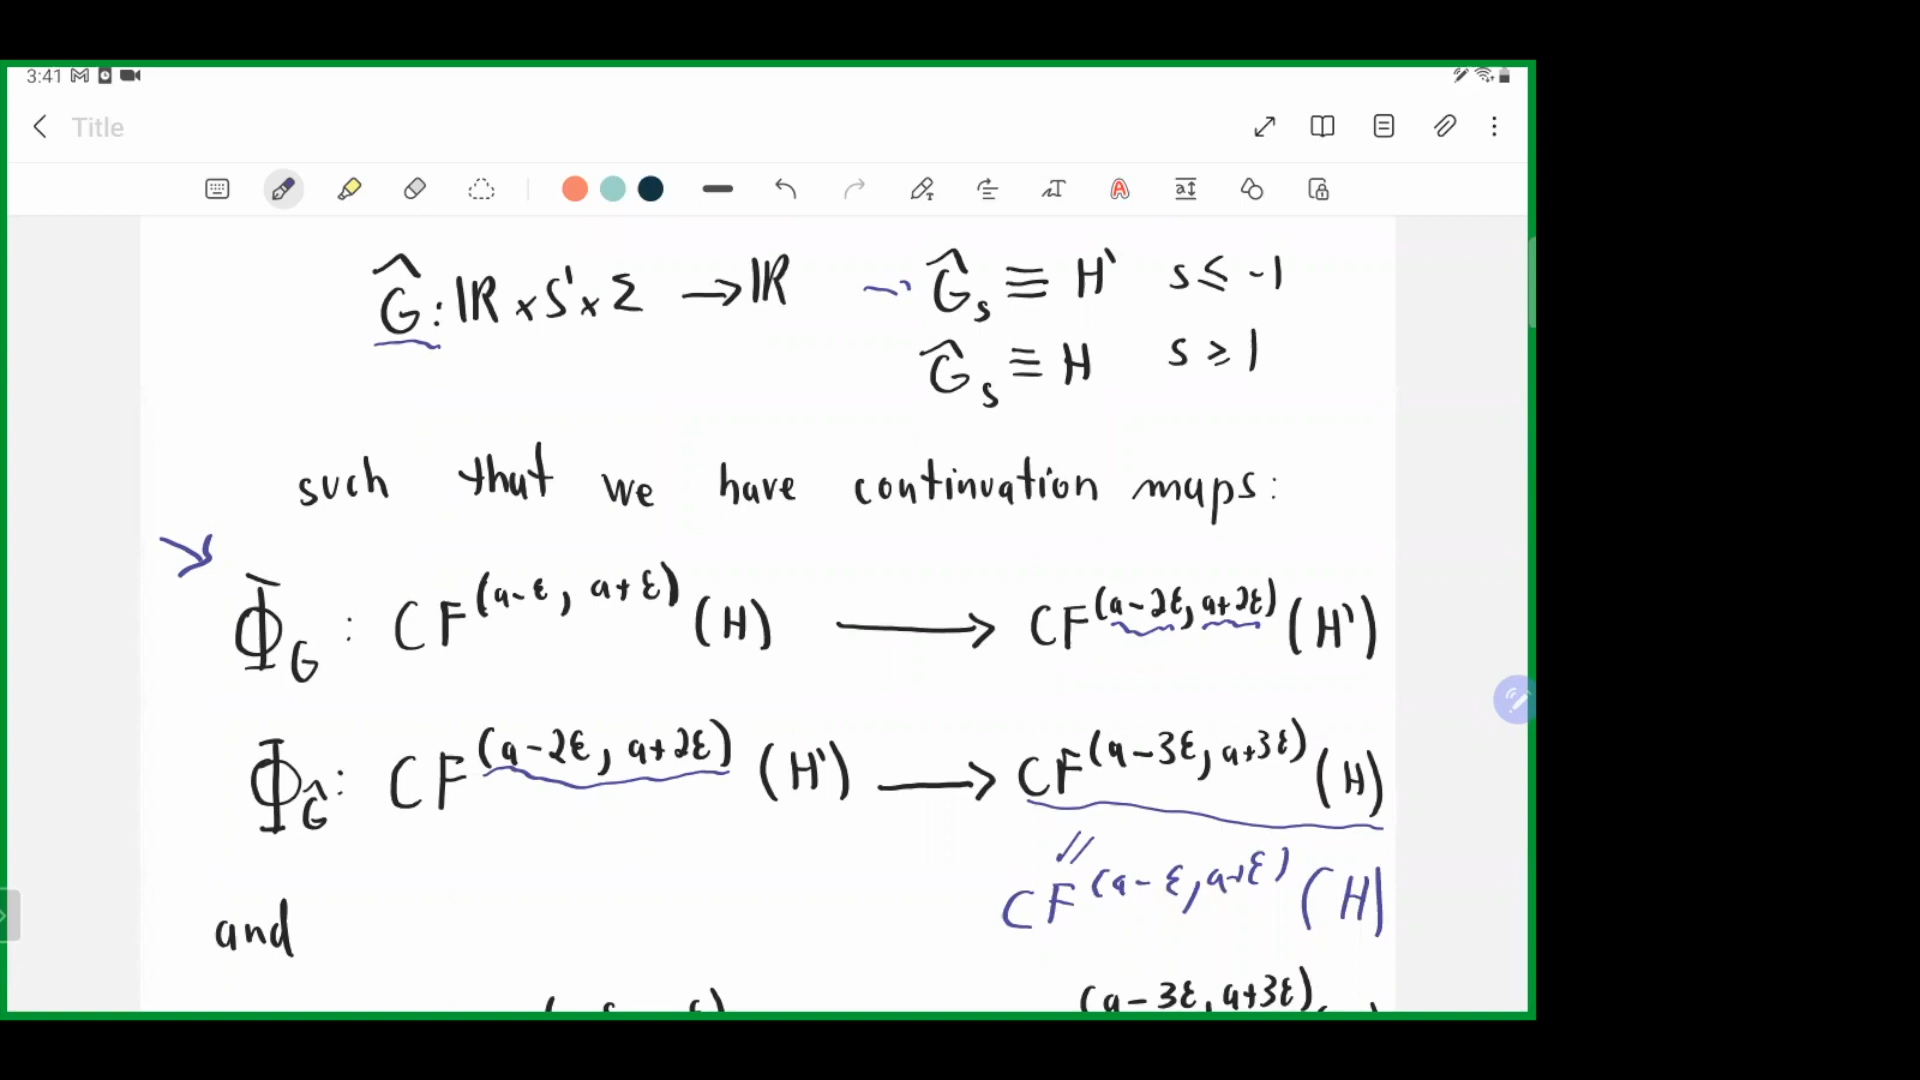 3:41
Title
Ĝ : ℝ × S¹ × Σ → ℝ ⇝ Ĝ_s ≡ H' s ≤ -1
Ĝ_s ≡ H s ≥ 1
such that we have continuation maps:
Φ̄_G : CF^(a-ε, a+ε) (H) ⟶ CF^(a-2ε, a+2ε) (H')
Φ_Ĝ : CF^(a-2ε, a+2ε) (H') ⟶ CF^(a-3ε, a+3ε) (H)
//
CF^(a-ε, a+ε) (H)
and
(a-3ε, a+3ε)